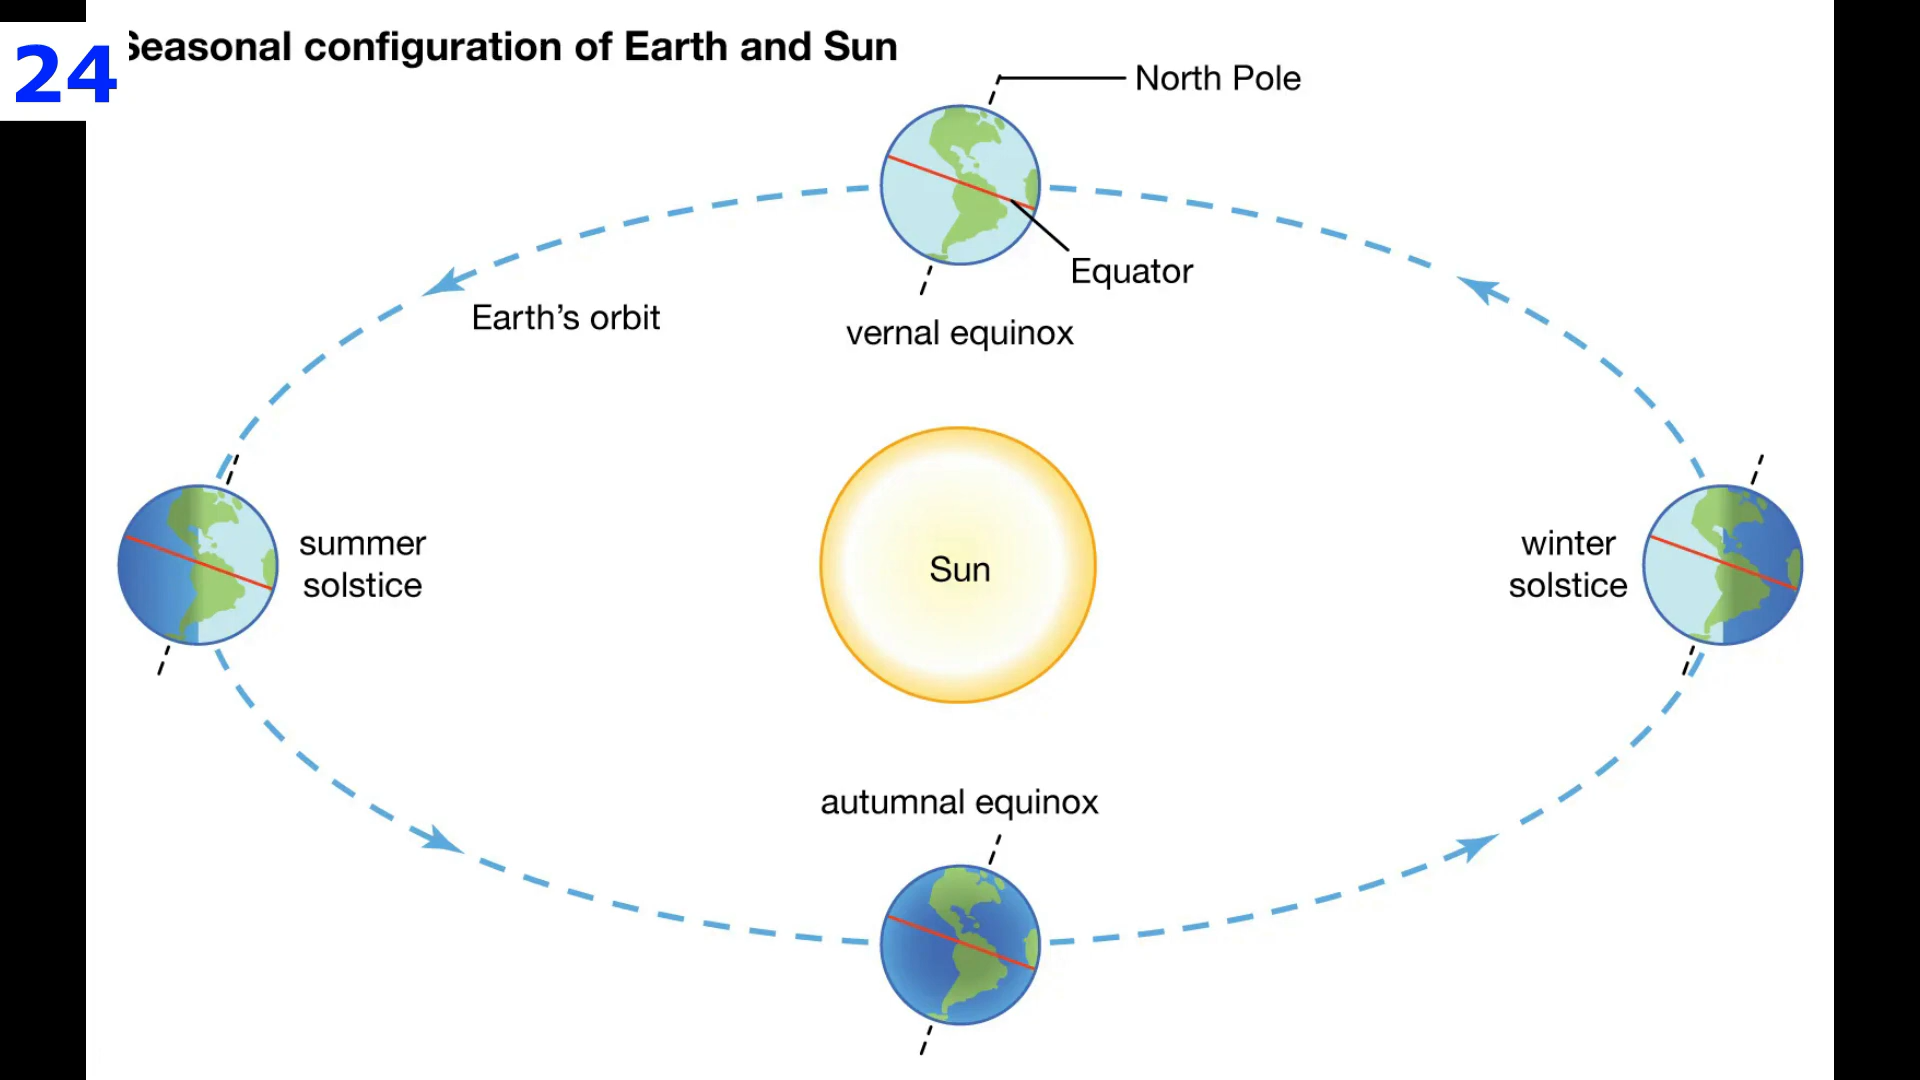 24
Seasonal configuration of Earth and Sun
North Pole
Equator
Earth's orbit
vernal equinox
summer
solstice
Sun
winter
solstice
autumnal equinox